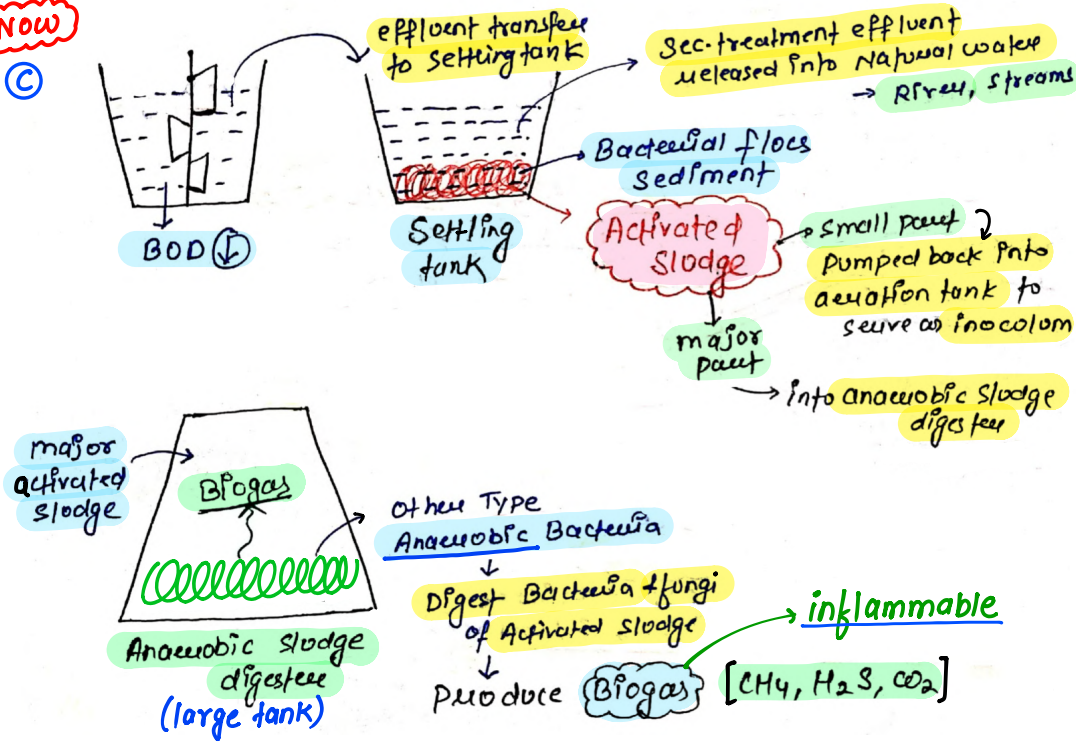 NOW
C
effluent transfer
to settling tank
Sec. treatment effluent
released into Natural water
→ River, streams
BOD ↓
Settling
tank
Bacterial flocs
sediment
Activated
Sludge
small part
Pumped back into
aeration tank to
serve as inocolum
major
part
→ into anaerobic sludge
digester
major
activated
sludge
Biogas
other Type
Anaerobic Bacteria
↓
Digest Bacteria & fungi
of Activated sludge
↓
produce Biogas [CH4, H2S, CO2]
inflammable
Anaerobic sludge
digester
(large tank)